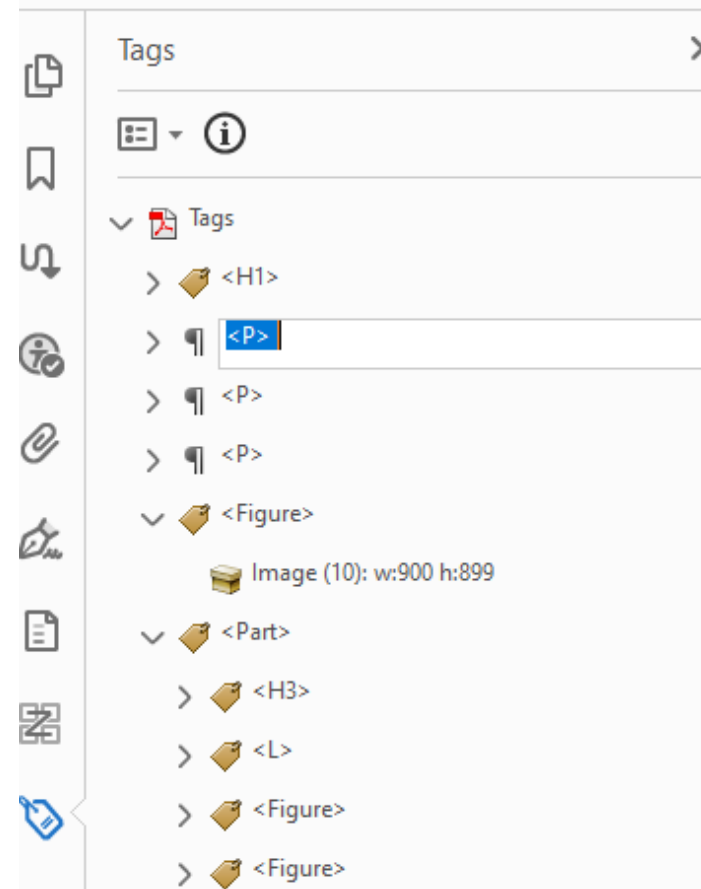 Tags
Tags
<H1>
<P>
<P>
<P>
<Figure>
Image (10): w:900 h:899
<Part>
<H3>
<L>
<Figure>
<Figure>